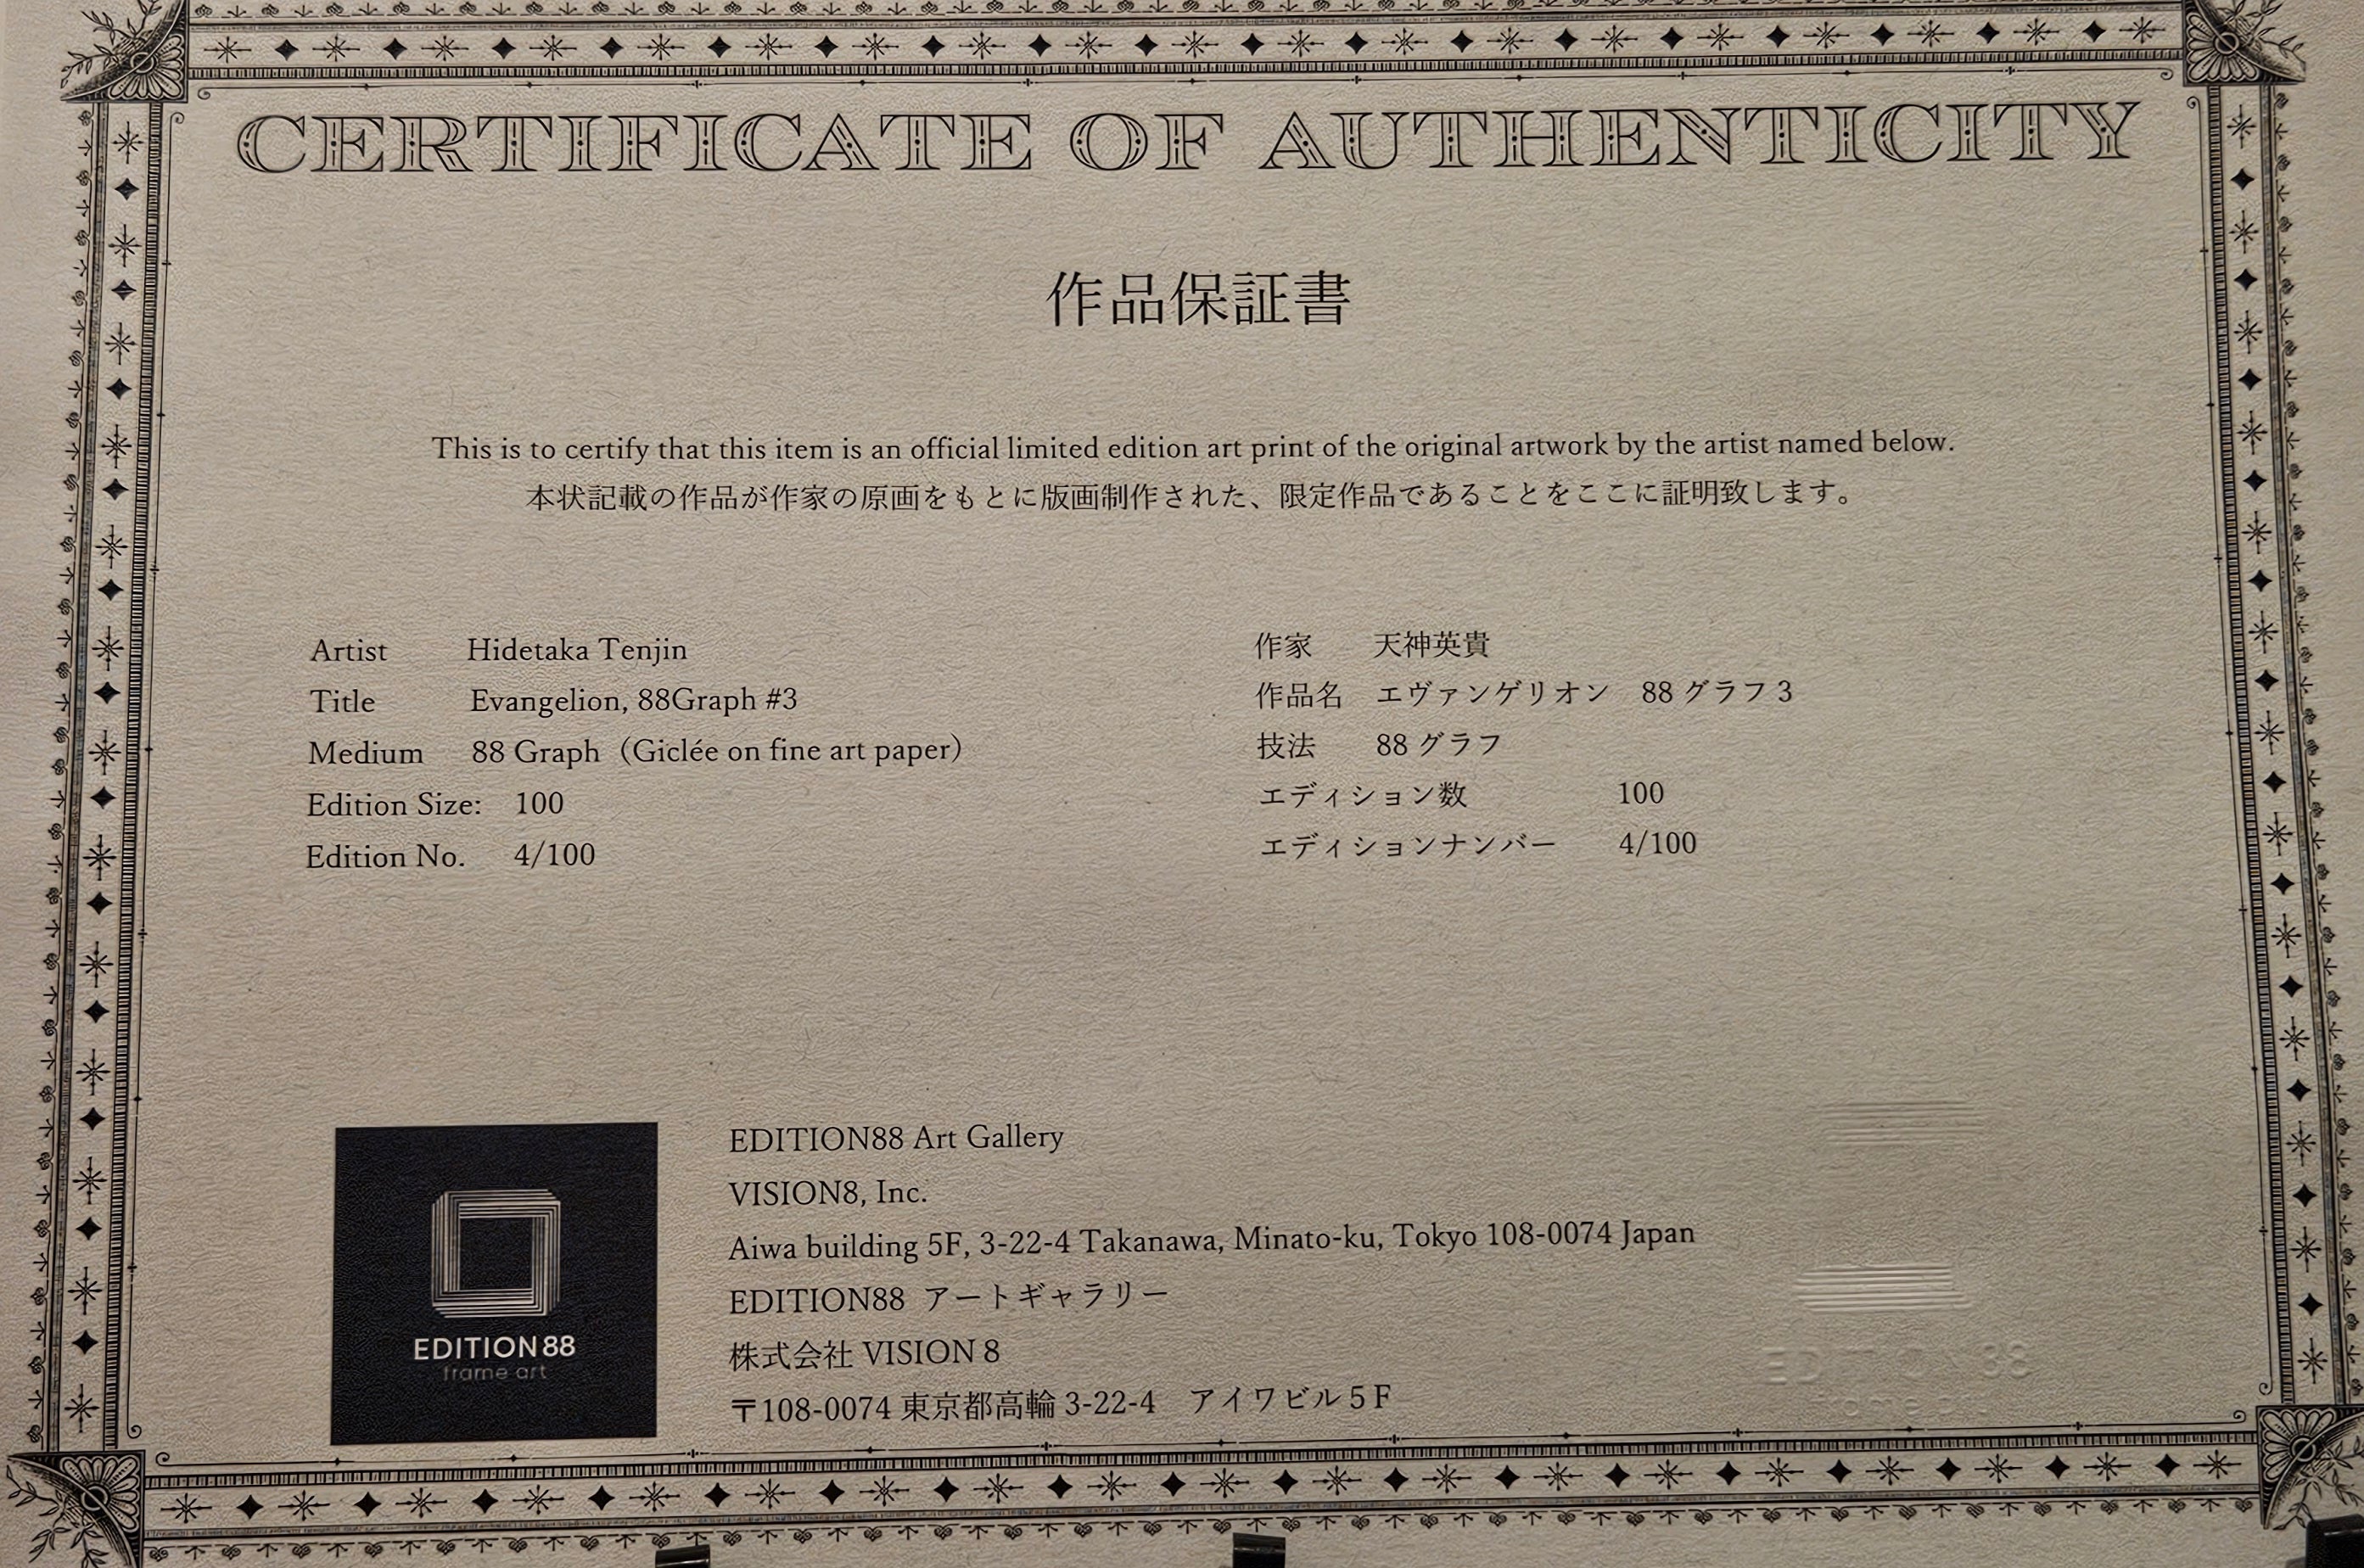 CERTIFICATE OF AUTHENTICITY
作品保証書
This is to certify that this item is an official limited edition art print of the original artwork by the artist named below.
本状記載の作品が作家の原画をもとに版画制作された、限定作品であることをここに証明致します。
Artist Hidetaka Tenjin
Title Evangelion, 88Graph #3
Medium 88 Graph（Giclée on fine art paper）
Edition Size: 100
Edition No. 4/100
作家 天神英貴
作品名 エヴァンゲリオン 88 グラフ 3
技法 88 グラフ
エディション数 100
エディションナンバー 4/100
EDITION88
frame art
EDITION88 Art Gallery
VISION8, Inc.
Aiwa building 5F, 3-22-4 Takanawa, Minato-ku, Tokyo 108-0074 Japan
EDITION88 アートギャラリー
株式会社 VISION 8
〒108-0074 東京都高輪 3-22-4 アイワビル 5 F
EDITION 88